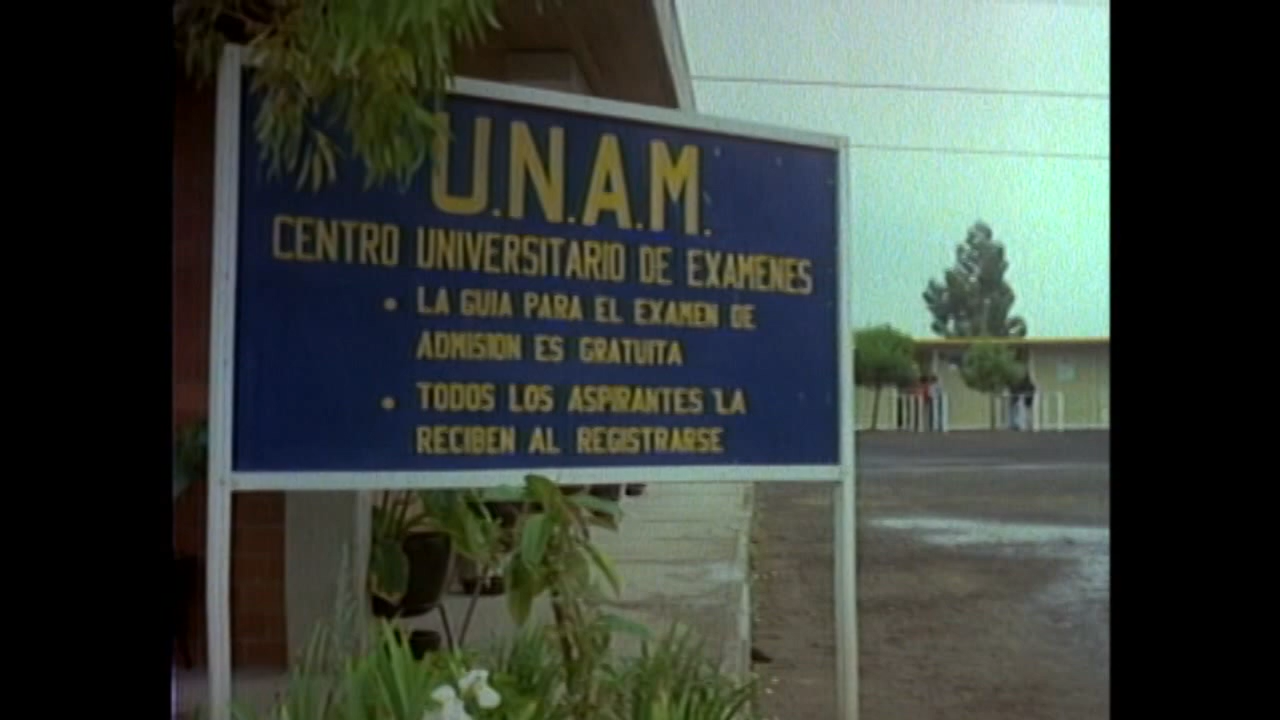 U.N.A.M.
CENTRO UNIVERSITARIO DE EXAMENES
• LA GUIA PARA EL EXAMEN DE
ADMISION ES GRATUITA
• TODOS LOS ASPIRANTES LA
RECIBEN AL REGISTRARSE